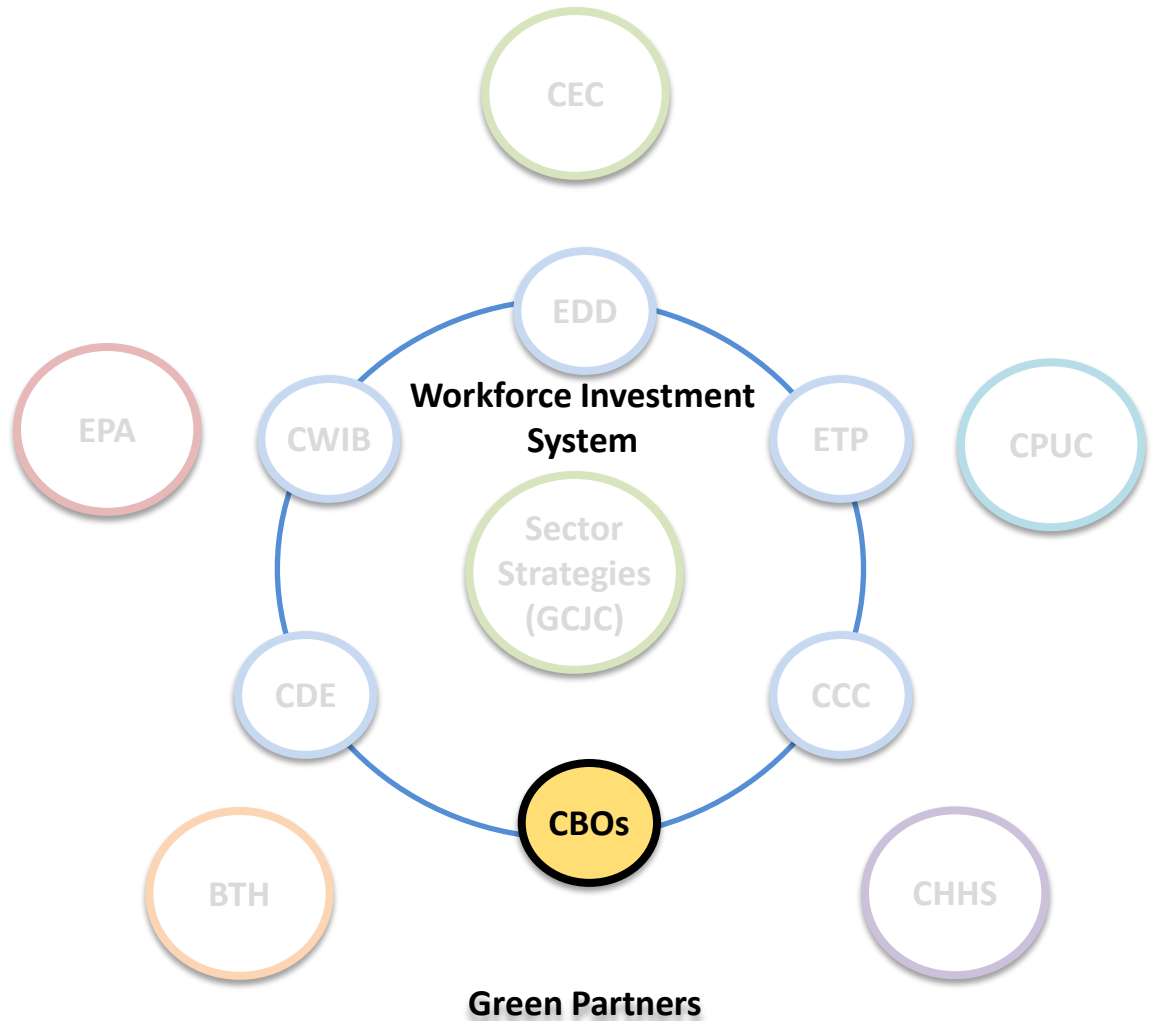 CEC
EDD
Workforce Investment
System
EPA
CWIB
ETP
CPUC
Sector
Strategies
(GCJC)
CDE
CCC
CBOs
BTH
CHHS
Green Partners